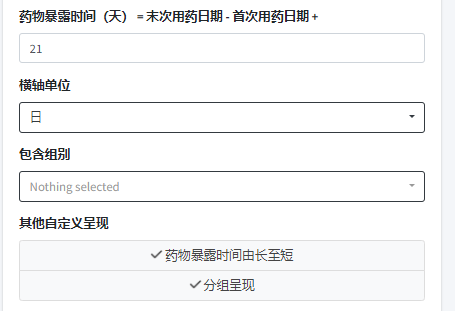 药物暴露时间（天） = 末次用药日期 - 首次用药日期 +
21
横轴单位
日
包含组别
Nothing selected
其他自定义呈现
药物暴露时间由长至短
分组呈现